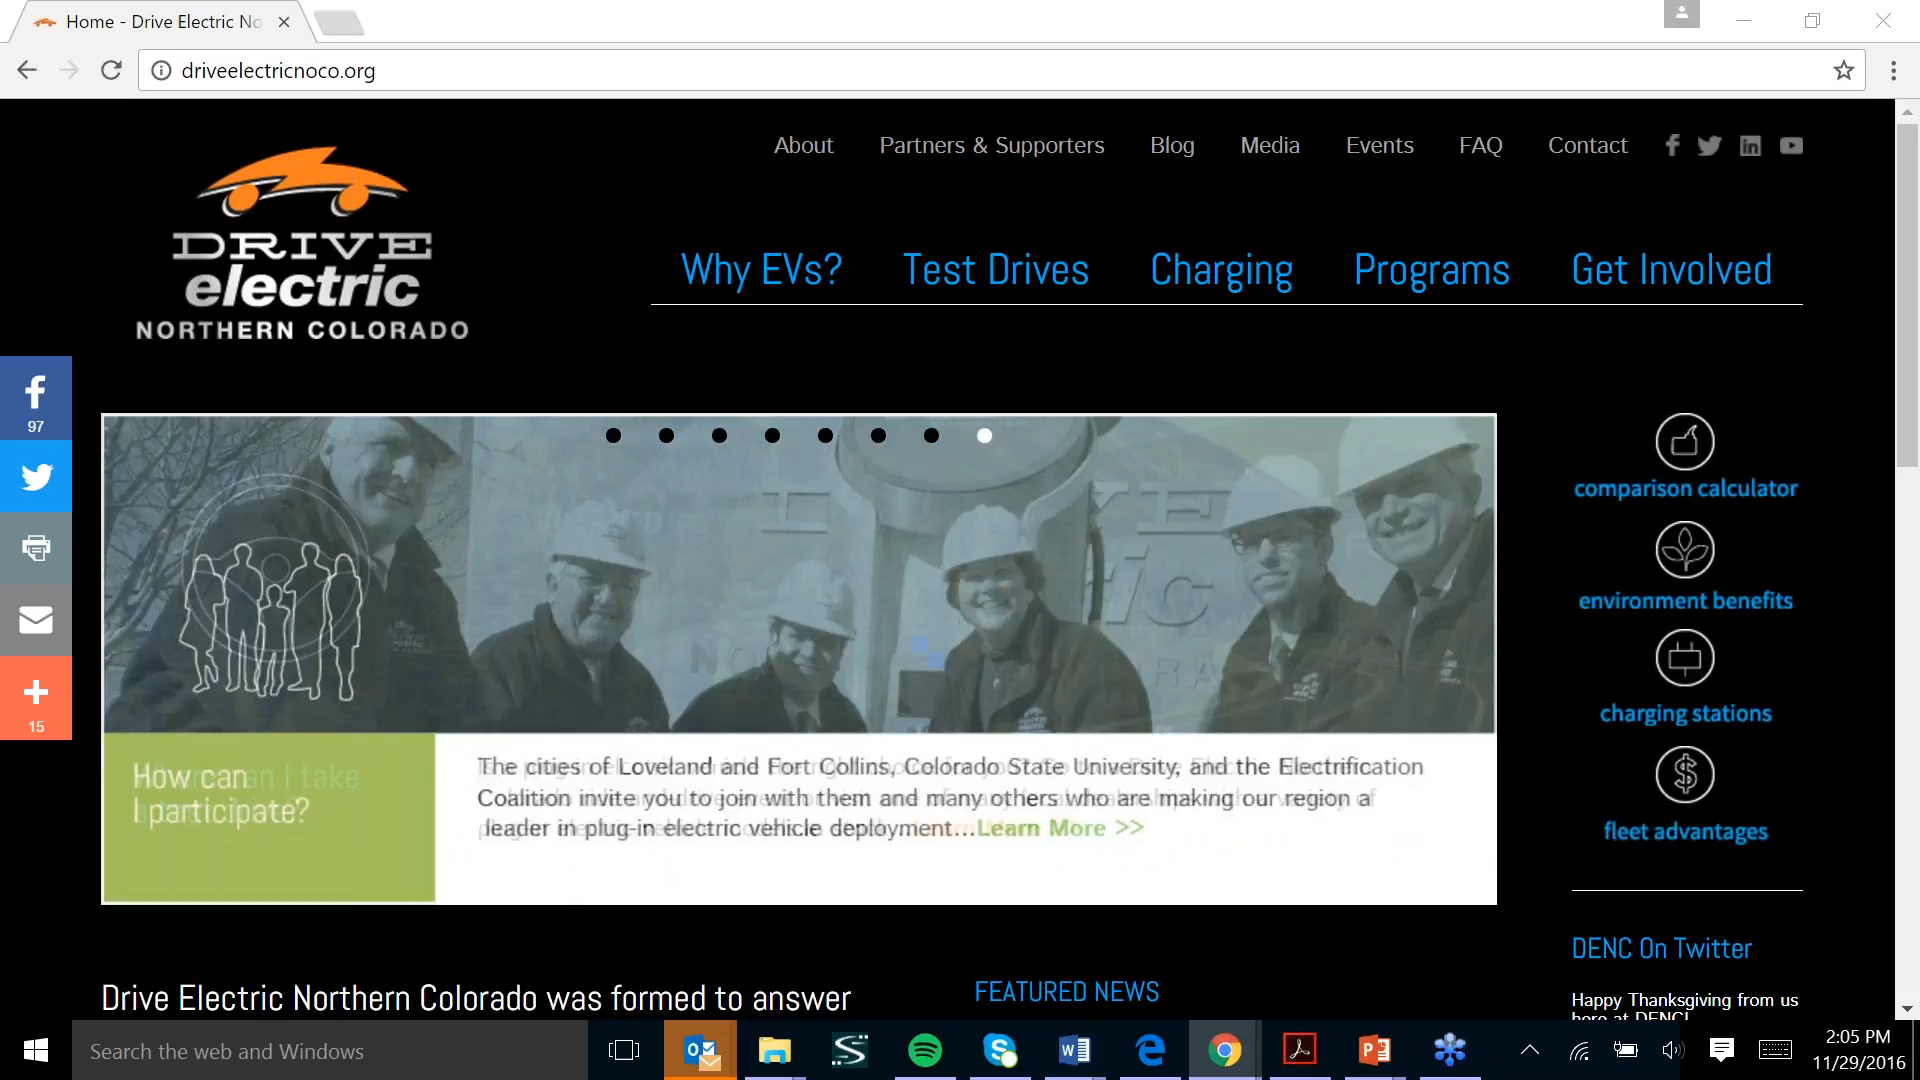 Home - Drive Electric No
driveelectricnoco.org
About Partners & Supporters Blog Media Events FAQ Contact
DRIVE
electric
NORTHERN COLORADO
Why EVs? Test Drives Charging Programs Get Involved
97
15
How can
I participate?
The cities of Loveland and Fort Collins, Colorado State University, and the Electrification
Coalition invite you to join with them and many others who are making our region a
leader in plug-in electric vehicle deployment...Learn More >>
comparison calculator
environment benefits
charging stations
fleet advantages
DENC On Twitter
Happy Thanksgiving from us
here at DENC!
Drive Electric Northern Colorado was formed to answer
FEATURED NEWS
Search the web and Windows
2:05 PM
11/29/2016